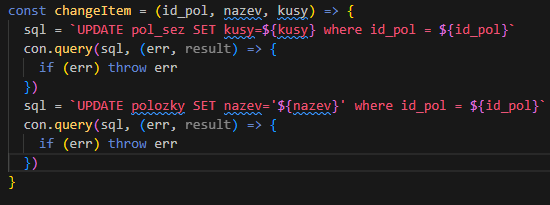 const changeItem = (id_pol, nazev, kusy) => {
  sql = `UPDATE pol_sez SET kusy=${kusy} where id_pol = ${id_pol}`
  con.query(sql, (err, result) => {
    if (err) throw err
  })
  sql = `UPDATE polozky SET nazev='${nazev}' where id_pol = ${id_pol}`
  con.query(sql, (err, result) => {
    if (err) throw err
  })
}